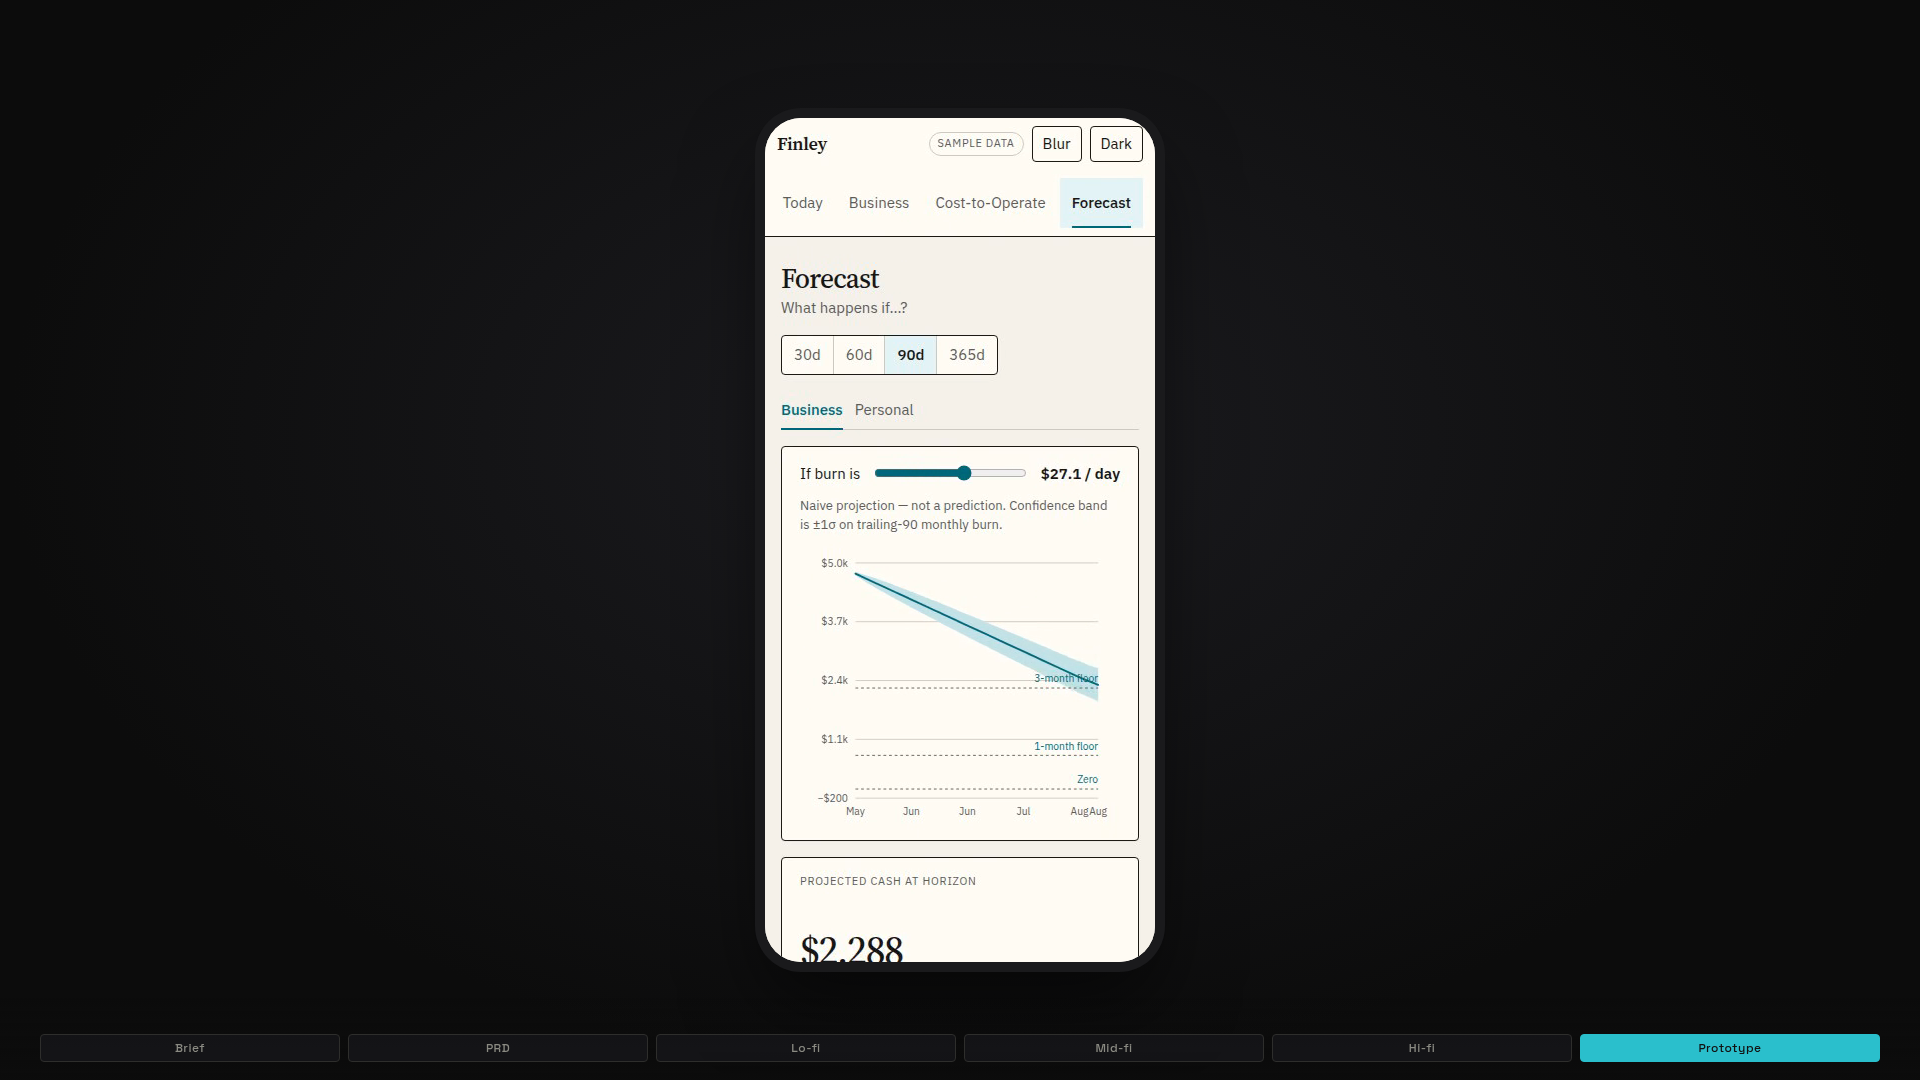 Finley
SAMPLE DATA
Blur
Dark
Today
Business
Cost-to-Operate
Forecast
Forecast
What happens if…?
30d
60d
90d
365d
Business
Personal
If burn is
$27.1 / day
Naive projection — not a prediction. Confidence band
is ±1σ on trailing-90 monthly burn.
$5.0k
$3.7k
$2.4k
3-month floor
$1.1k
1-month floor
Zero
−$200
May
Jun
Jun
Jul
Aug
Aug
PROJECTED CASH AT HORIZON
$2,288
Brief
PRD
Lo-fi
Mid-fi
Hi-fi
Prototype